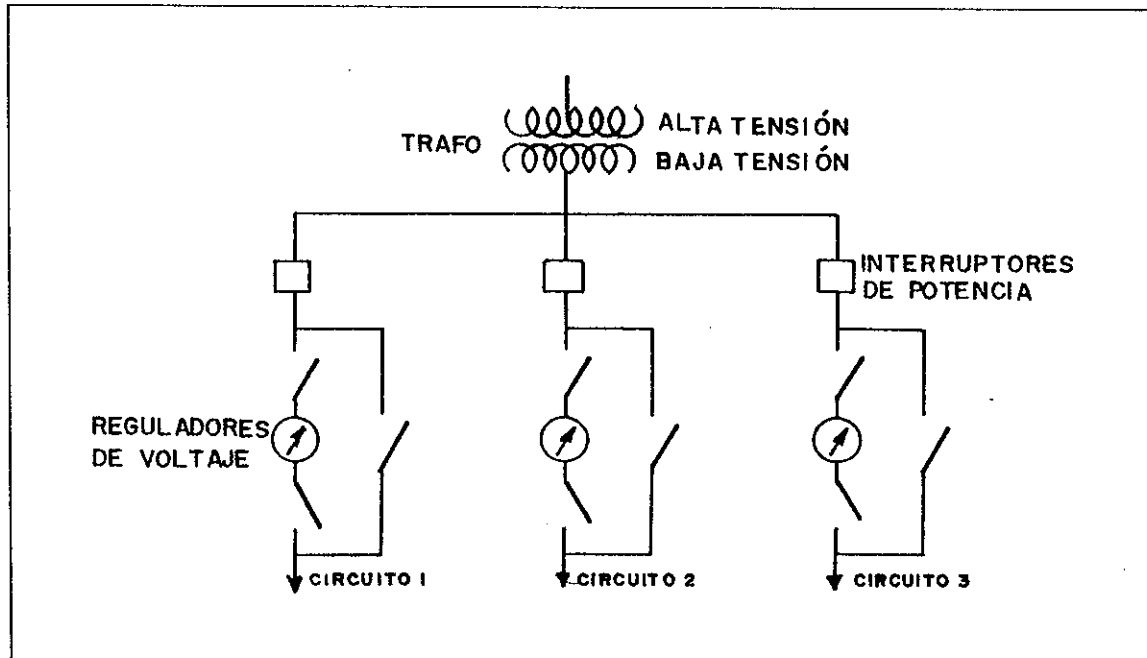 TRAFO
ALTA TENSIÓN
BAJA TENSIÓN
INTERRUPTORES
DE POTENCIA
REGULADORES
DE VOLTAJE
CIRCUITO 1
CIRCUITO 2
CIRCUITO 3